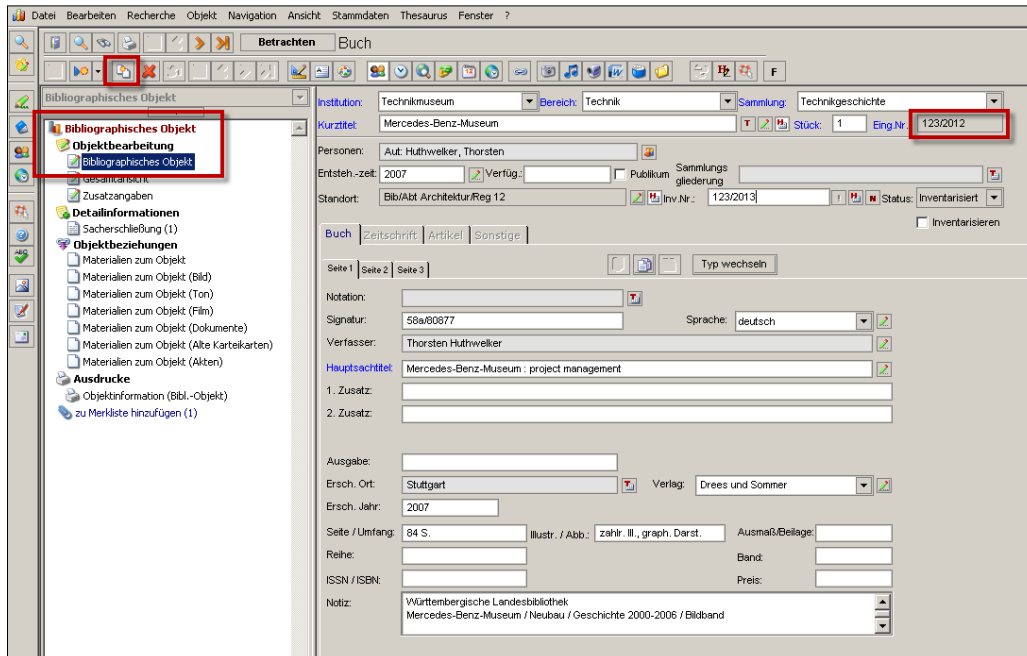 Datei Bearbeiten Recherche Objekt Navigation Ansicht Stammdaten Thesaurus Fenster ?
Betrachten Buch
F
Bibliographisches Objekt
Bibliographisches Objekt
Objektbearbeitung
Bibliographisches Objekt
Gesamtansicht
Zusatzangaben
Detailinformationen
Sacherschließung (1)
Objektbeziehungen
Materialien zum Objekt
Materialien zum Objekt (Bild)
Materialien zum Objekt (Ton)
Materialien zum Objekt (Film)
Materialien zum Objekt (Dokumente)
Materialien zum Objekt (Alte Karteikarten)
Materialien zum Objekt (Akten)
Ausdrucke
Objektinformation (Bibl.-Objekt)
zu Merkliste hinzufügen (1)
Institution: Technikmuseum Bereich: Technik Sammlung: Technikgeschichte
Kurztitel: Mercedes-Benz-Museum T Stück: 1 Eing.Nr. 123/2012
Personen: Aut: Huthwelker, Thorsten
Entsteh.-zeit: 2007 Verfüg.: Publikum Sammlungs gliederung
Standort: Bib/Abt Architektur/Reg 12 Inv.Nr.: 123/2013 Status: Inventarisiert
Inventarisieren
Buch Zeitschrift Artikel Sonstige
Seite 1 Seite 2 Seite 3 Typ wechseln
Notation:
Signatur: 58a/80877 Sprache: deutsch
Verfasser: Thorsten Huthwelker
Hauptsachtitel: Mercedes-Benz-Museum : project management
1. Zusatz:
2. Zusatz:
Ausgabe:
Ersch. Ort: Stuttgart Verlag: Drees und Sommer
Ersch. Jahr: 2007
Seite / Umfang: 84 S. Illustr. / Abb.: zahlr. Ill., graph. Darst. Ausmaß/Beilage:
Reihe: Band:
ISSN / ISBN: Preis:
Notiz: Württembergische Landesbibliothek
Mercedes-Benz-Museum / Neubau / Geschichte 2000-2006 / Bildband